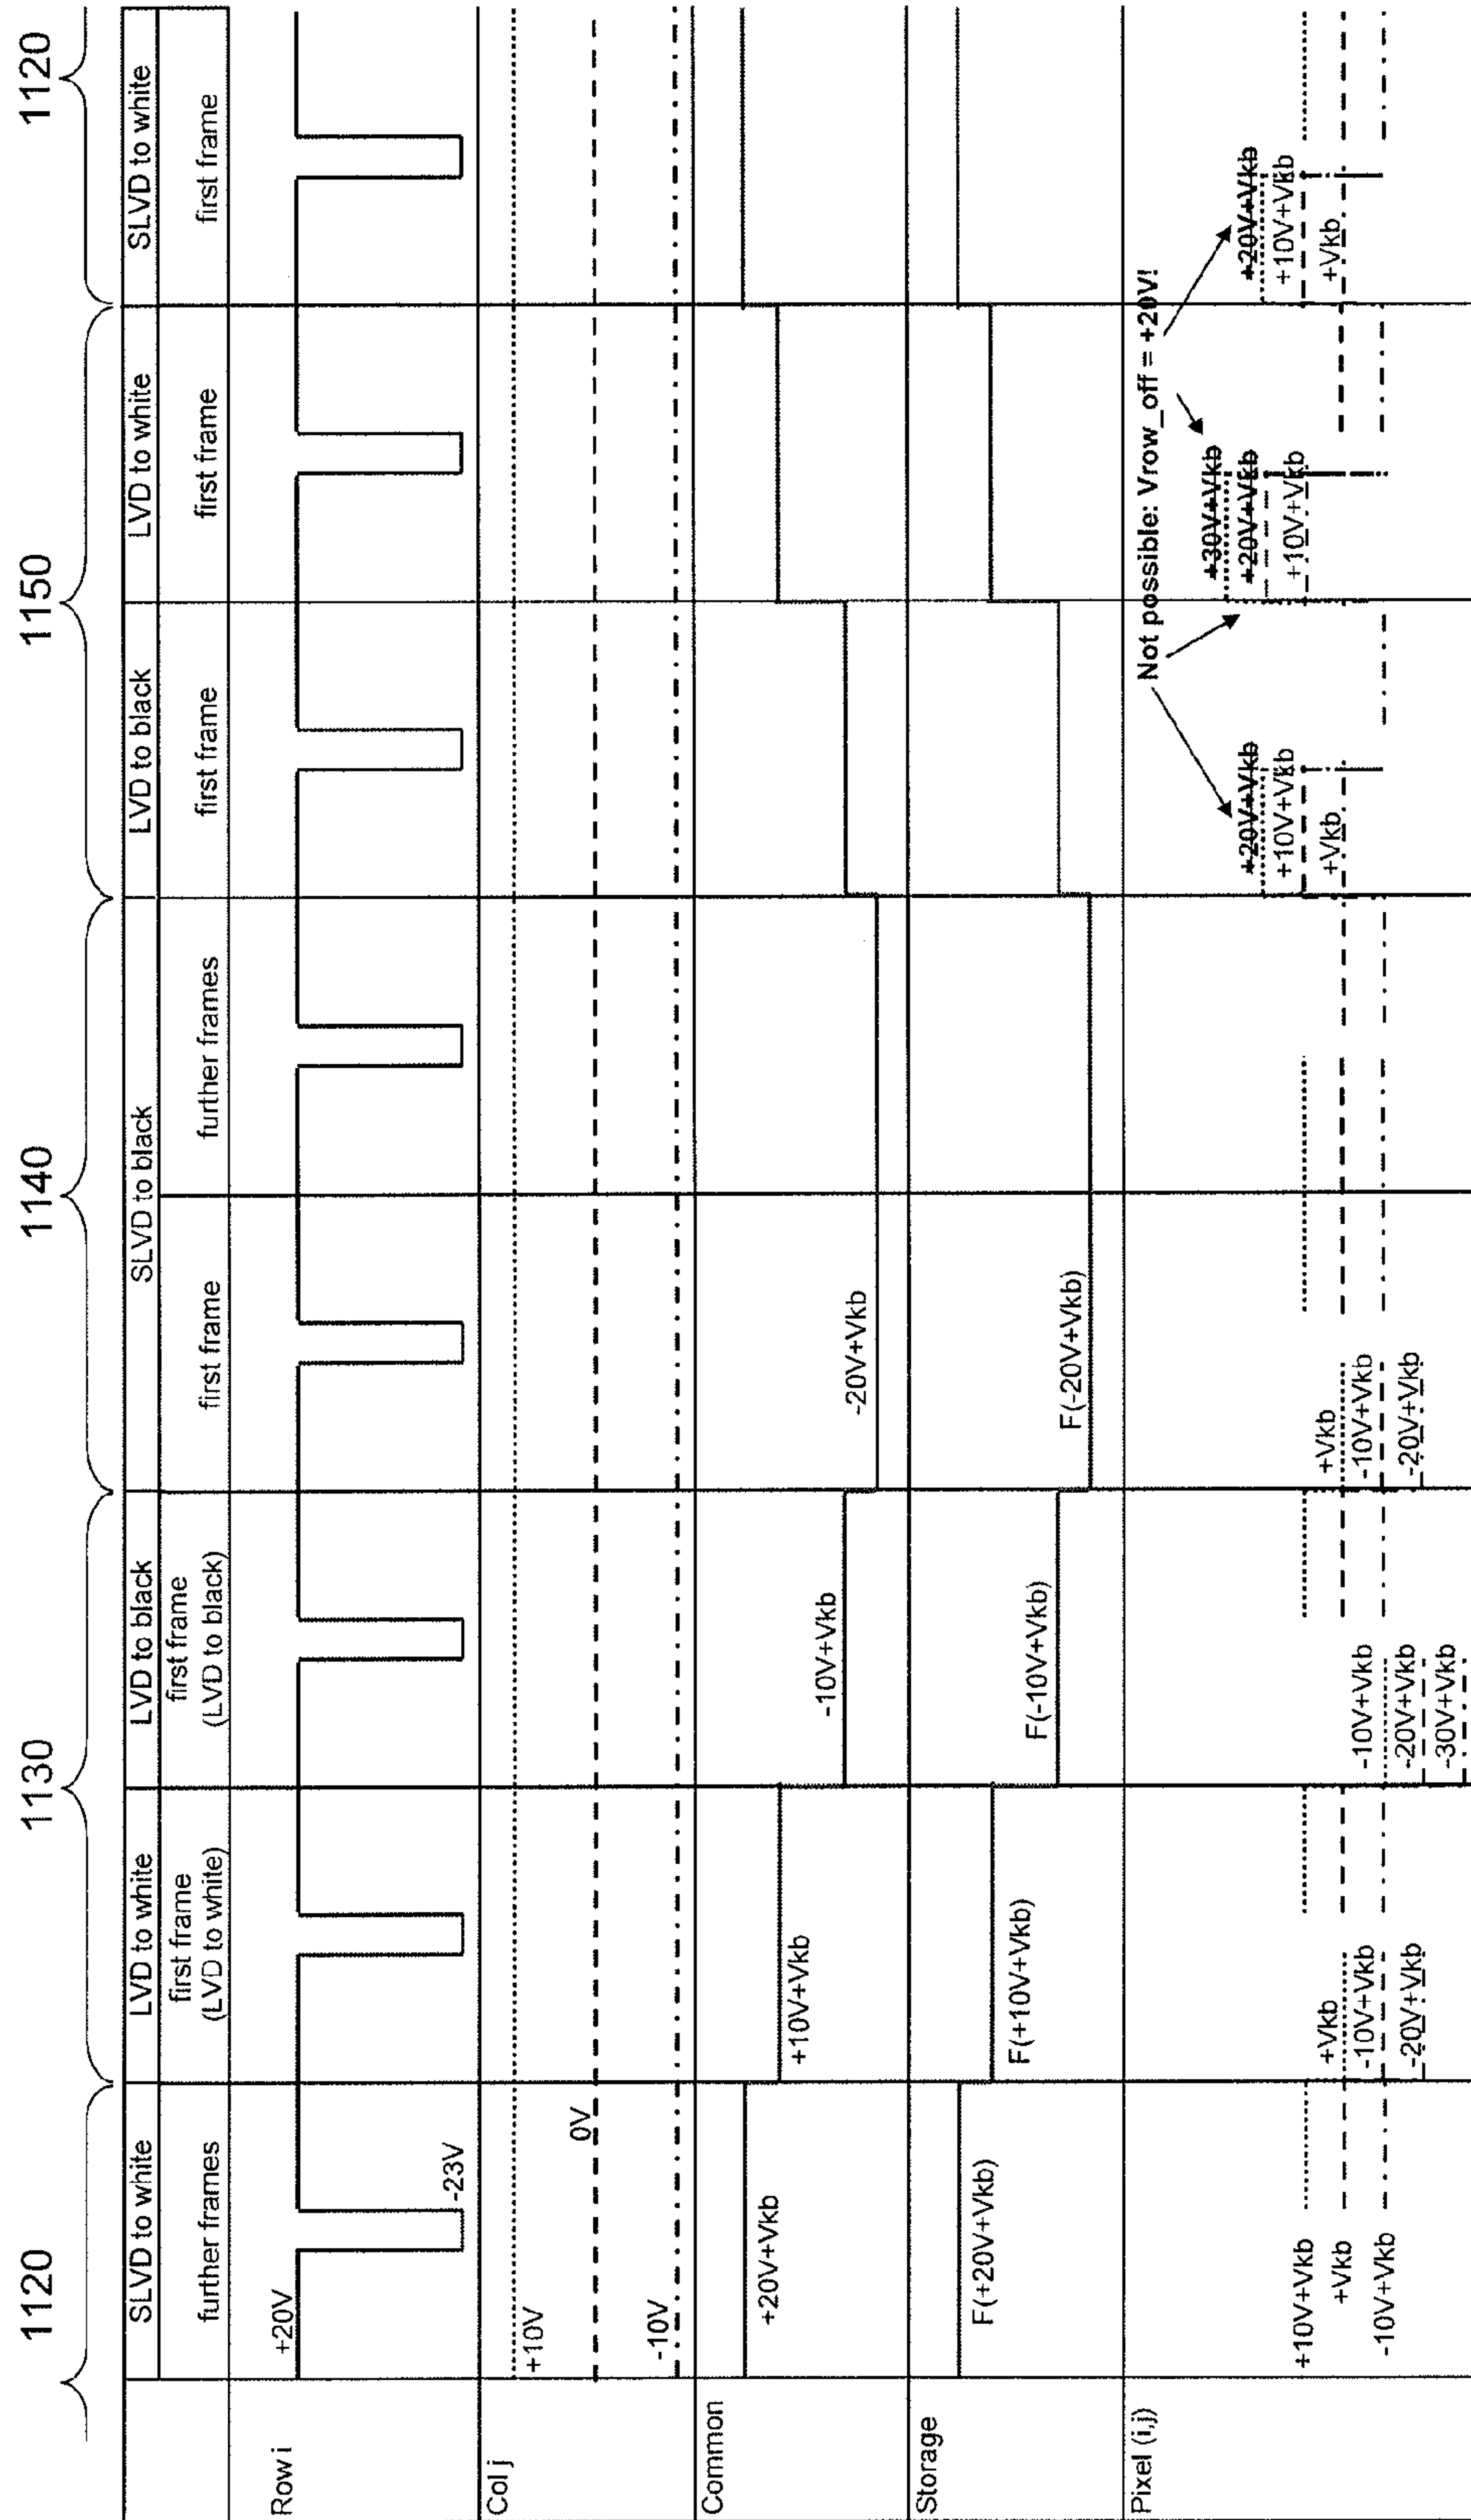 1120
1130
1140
1150
1120
SLVD to white
LVD to white
LVD to black
SLVD to black
LVD to black
LVD to white
SLVD to white
further frames
first frame
(LVD to white)
first frame
(LVD to black)
first frame
further frames
first frame
first frame
first frame
Row i
+20V
-23V
Col j
+10V
0V
-10V
Common
+20V+Vkb
+10V+Vkb
-10V+Vkb
-20V+Vkb
Storage
F(+20V+Vkb)
F(+10V+Vkb)
F(-10V+Vkb)
F(-20V+Vkb)
Pixel (i,j)
Not possible: Vrow_off = +20V!
+10V+Vkb
+Vkb
-10V+Vkb
+Vkb
-10V+Vkb
-20V+Vkb
-10V+Vkb
-20V+Vkb
-30V+Vkb
+Vkb
-10V+Vkb
-20V+Vkb
+20V+Vkb
+10V+Vkb
+Vkb
+30V+Vkb
+20V+Vkb
+10V+Vkb
+20V+Vkb
+10V+Vkb
+Vkb